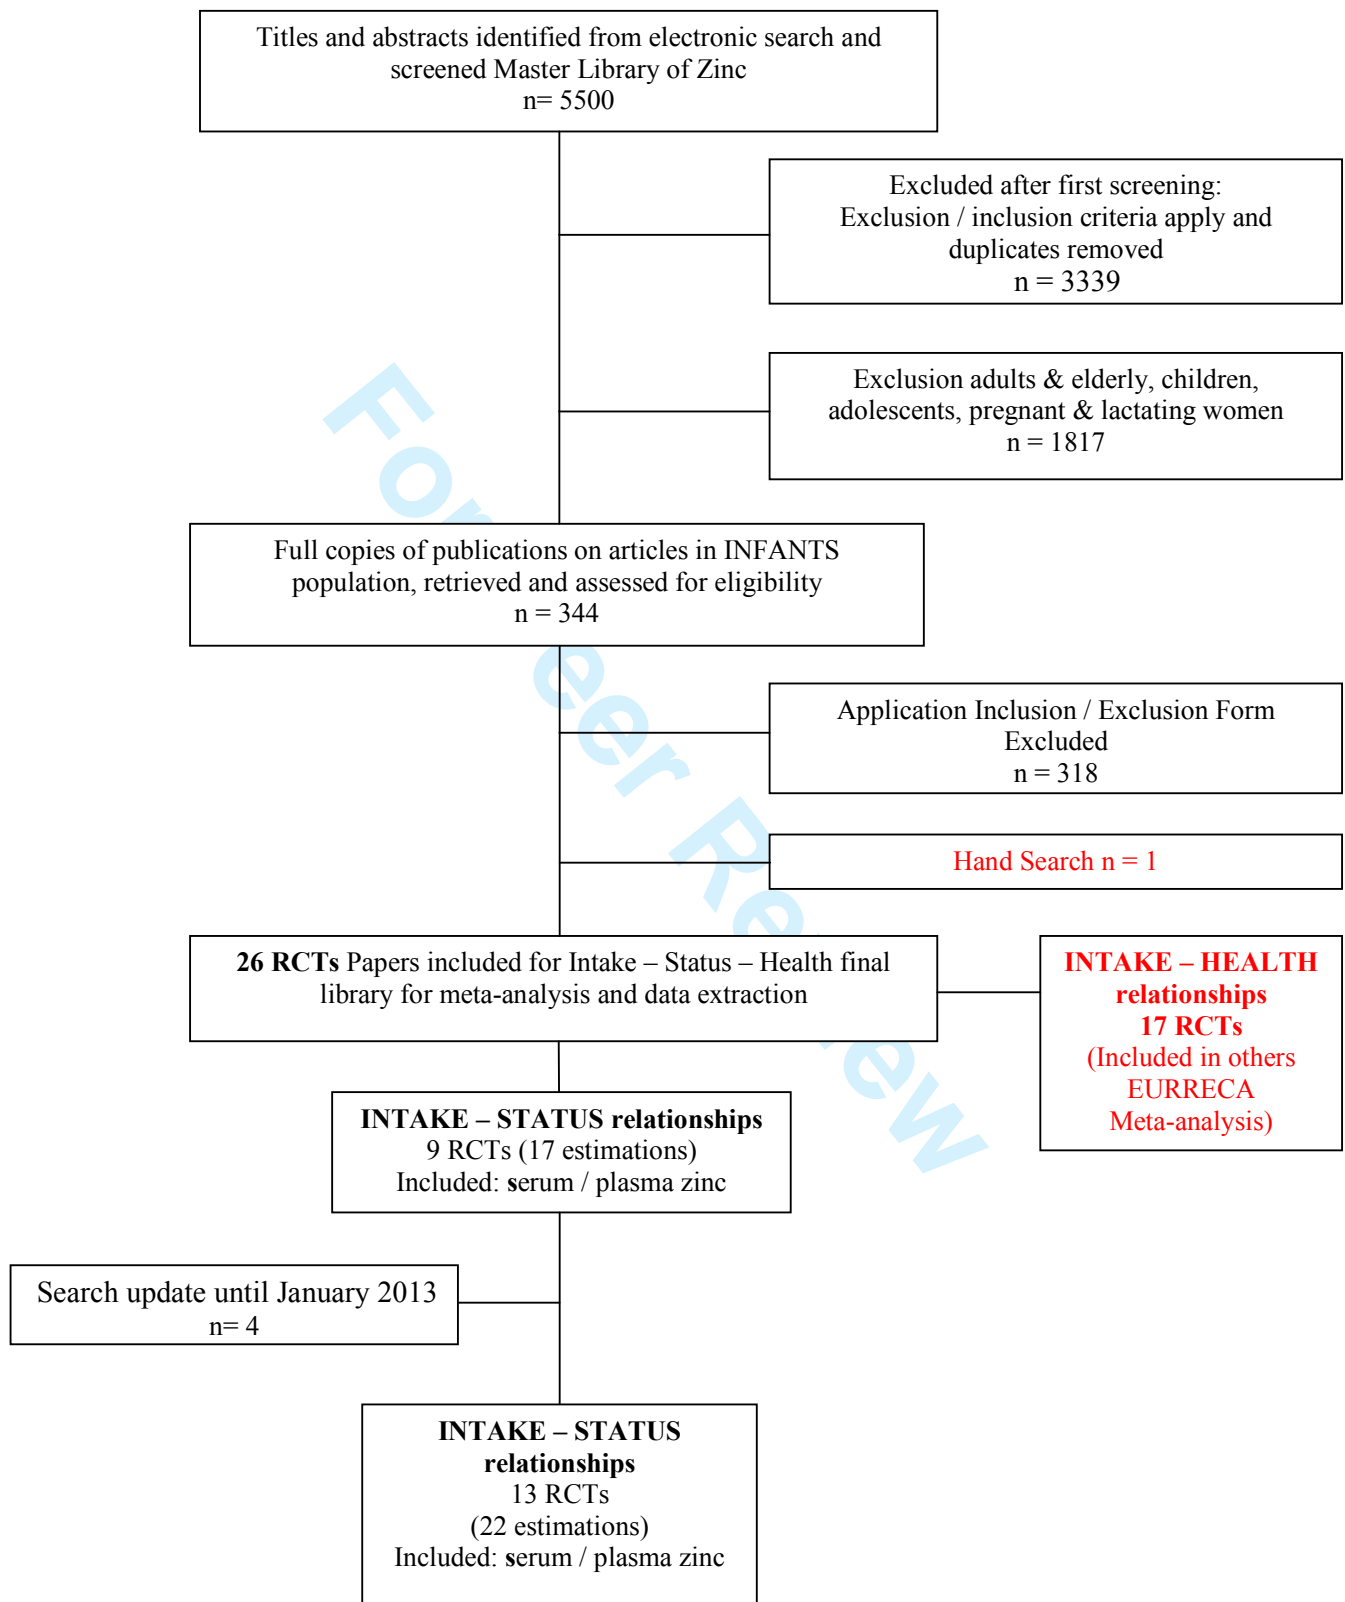 Titles and abstracts identified from electronic search and
screened Master Library of Zinc
n= 5500
Excluded after first screening:
Exclusion / inclusion criteria apply and
duplicates removed
n = 3339
Exclusion adults & elderly, children,
adolescents, pregnant & lactating women
n = 1817
Full copies of publications on articles in INFANTS
population, retrieved and assessed for eligibility
n = 344
Application Inclusion / Exclusion Form
Excluded
n = 318
Hand Search n = 1
26 RCTs Papers included for Intake – Status – Health final
library for meta-analysis and data extraction
INTAKE – HEALTH
relationships
17 RCTs
(Included in others
EURRECA
Meta-analysis)
INTAKE – STATUS relationships
9 RCTs (17 estimations)
Included: serum / plasma zinc
Search update until January 2013
n= 4
INTAKE – STATUS
relationships
13 RCTs
(22 estimations)
Included: serum / plasma zinc
For Peer Review